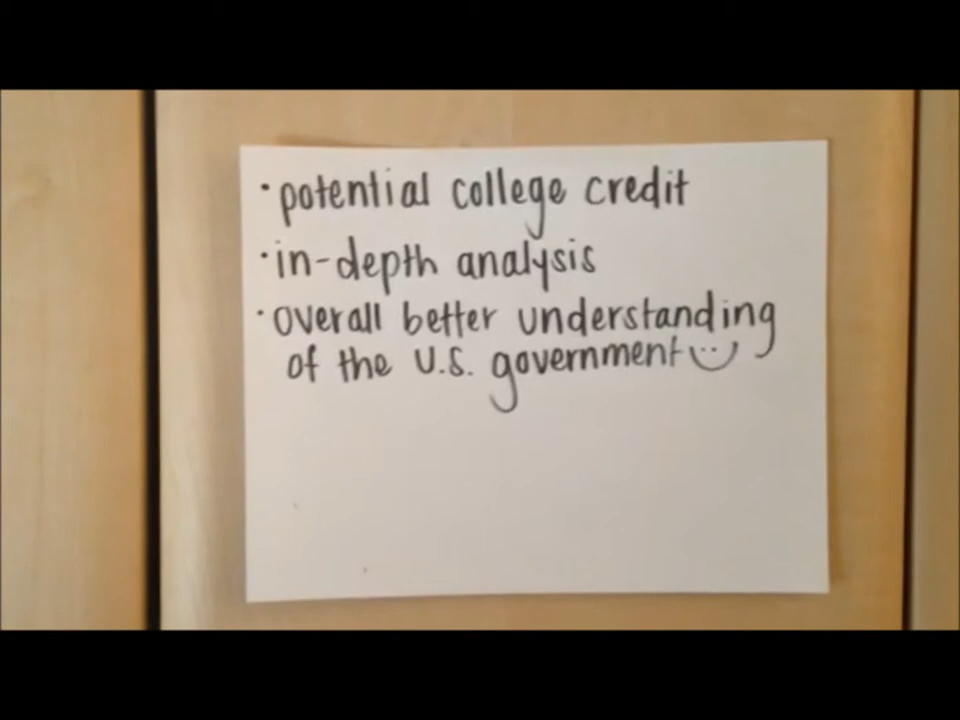 · potential college credit
· in-depth analysis
· overall better understanding
of the U.S. government